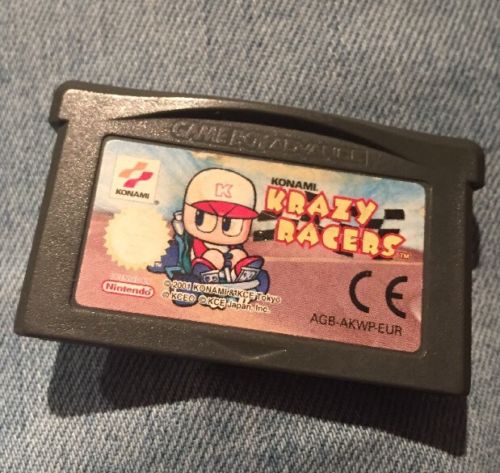 GAME BOY ADVANCE
KONAMI
KONAMI
KRAZY
RACERS™
K
Nintendo
© 2001 KONAMI & KCE Tokyo
© KCEO © KCE Japan, Inc.
CE
AGB-AKWP-EUR